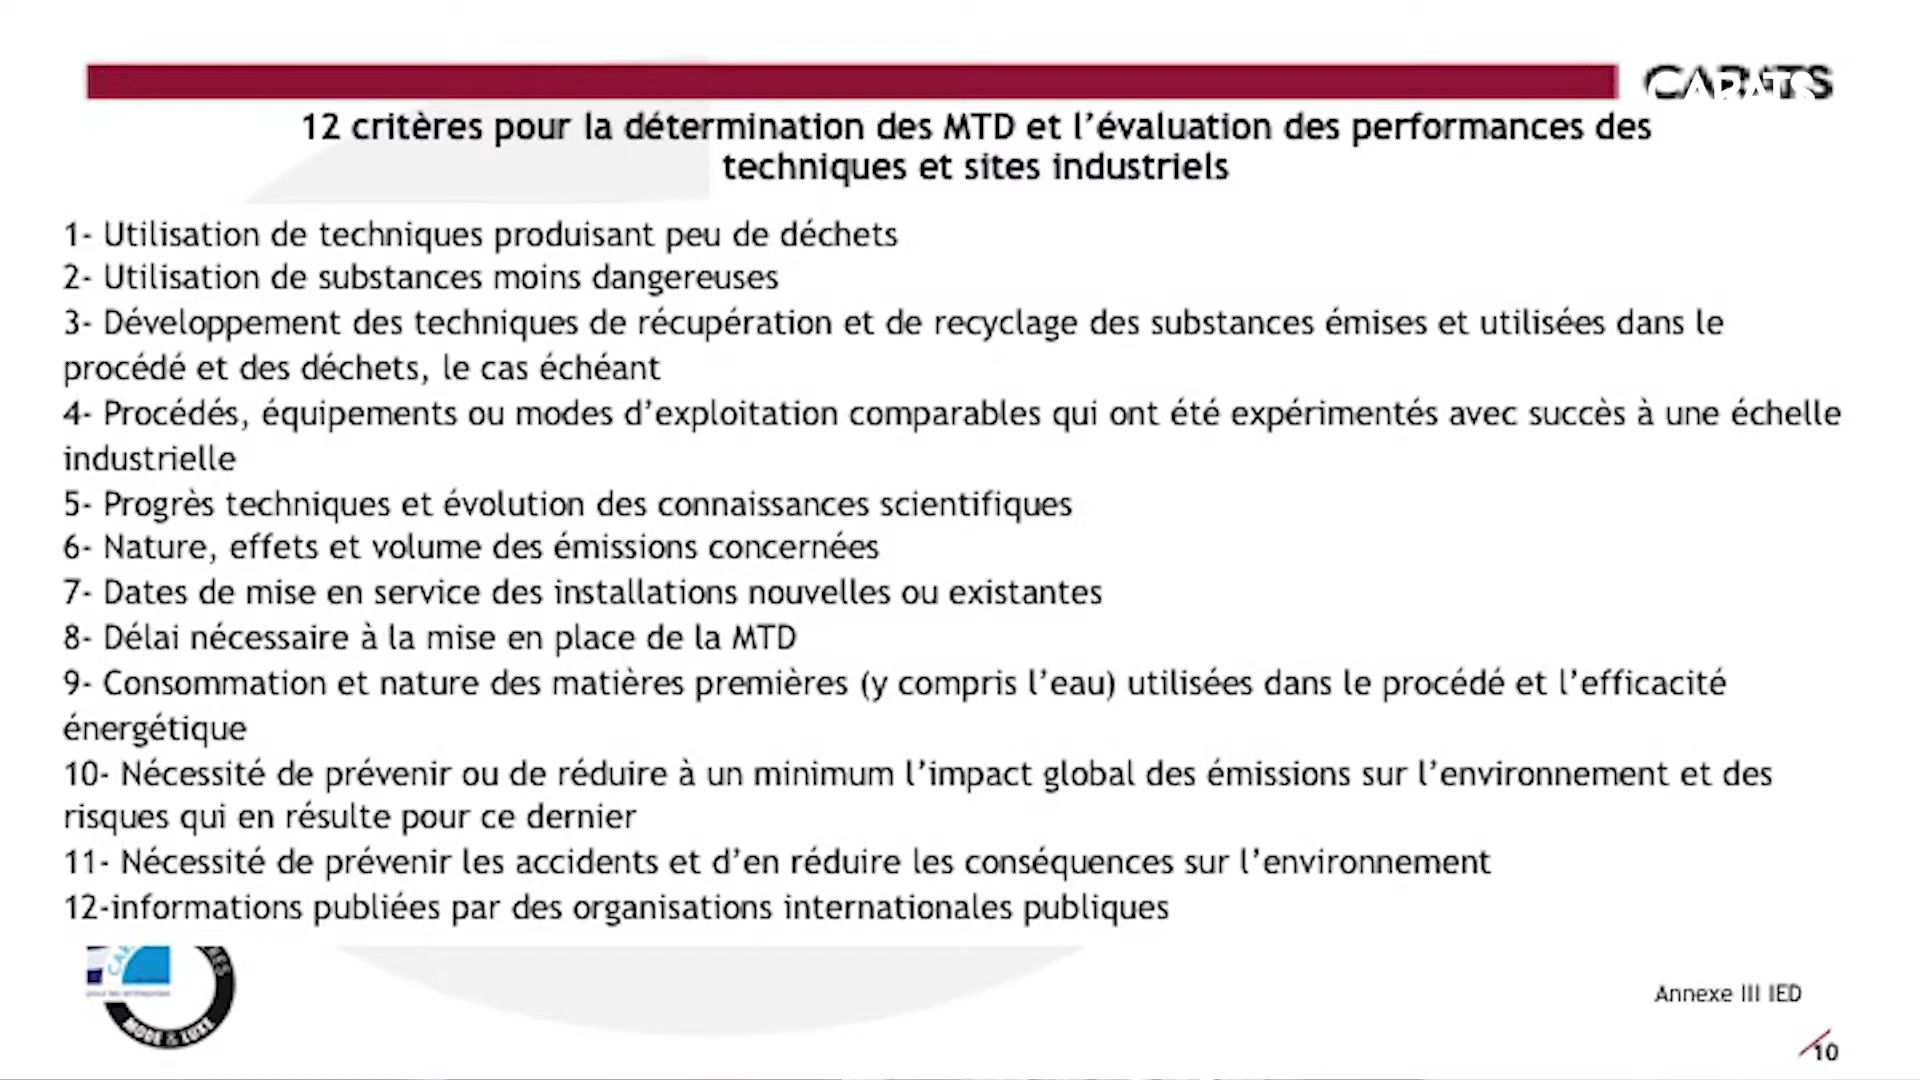 CARATS
12 critères pour la détermination des MTD et l’évaluation des performances des
techniques et sites industriels
1- Utilisation de techniques produisant peu de déchets
2- Utilisation de substances moins dangereuses
3- Développement des techniques de récupération et de recyclage des substances émises et utilisées dans le
procédé et des déchets, le cas échéant
4- Procédés, équipements ou modes d’exploitation comparables qui ont été expérimentés avec succès à une échelle
industrielle
5- Progrès techniques et évolution des connaissances scientifiques
6- Nature, effets et volume des émissions concernées
7- Dates de mise en service des installations nouvelles ou existantes
8- Délai nécessaire à la mise en place de la MTD
9- Consommation et nature des matières premières (y compris l’eau) utilisées dans le procédé et l’efficacité
énergétique
10- Nécessité de prévenir ou de réduire à un minimum l’impact global des émissions sur l’environnement et des
risques qui en résulte pour ce dernier
11- Nécessité de prévenir les accidents et d’en réduire les conséquences sur l’environnement
12-informations publiées par des organisations internationales publiques
MODE & LUXE
Annexe III IED
10